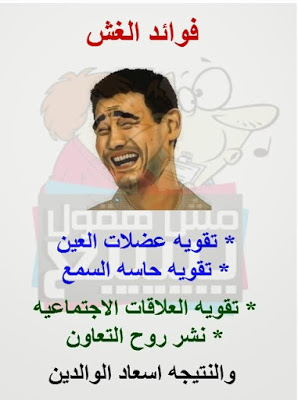 فوائد الغش
* تقويه عضلات العين
* تقويه حاسه السمع
* تقويه العلاقات الاجتماعيه
* نشر روح التعاون
والنتيجه اسعاد الوالدين